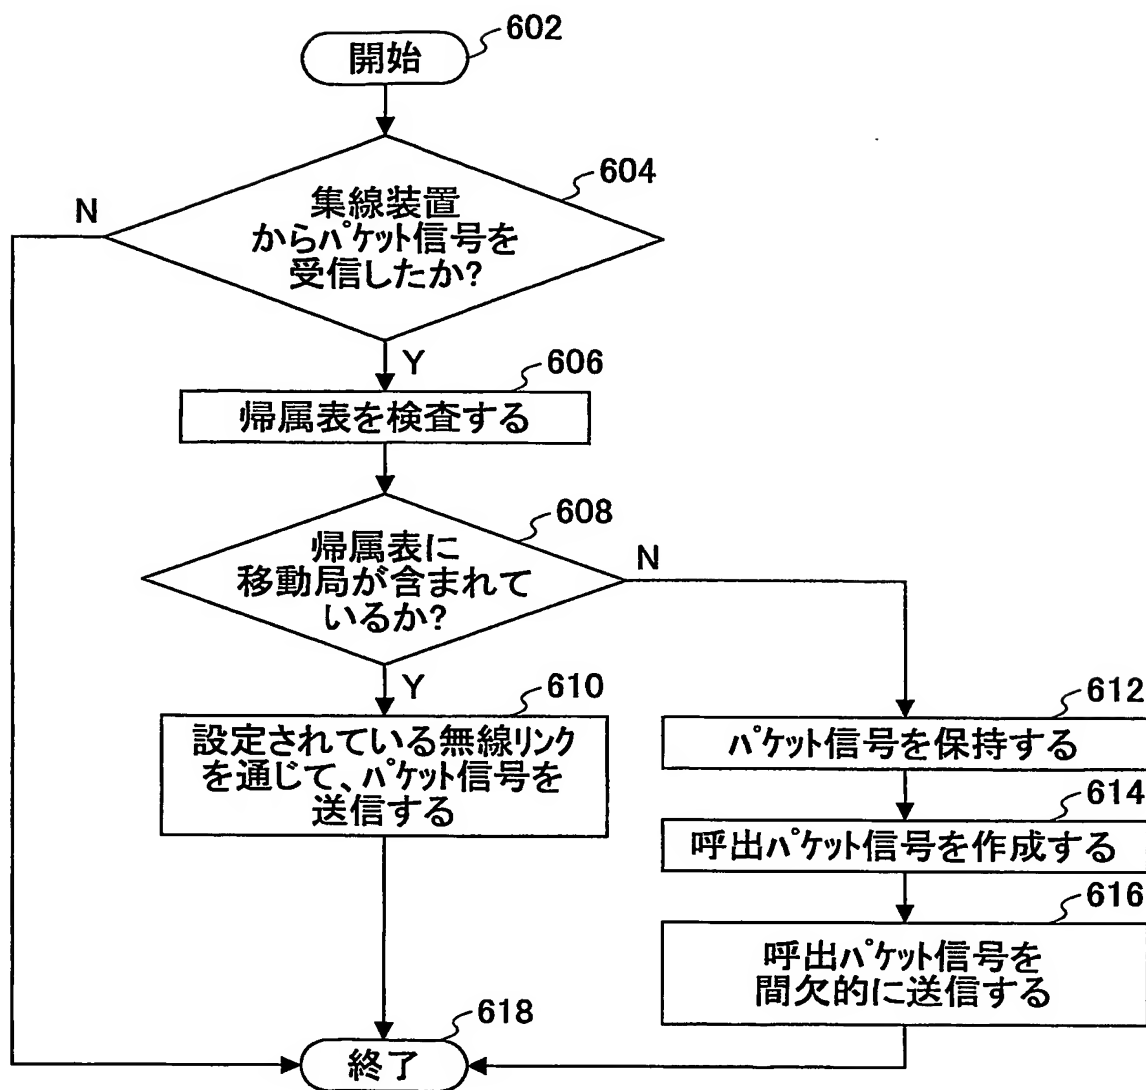 開始
602
集線装置
からパケット信号を
受信したか?
604
N
Y
606
帰属表を検査する
帰属表に
移動局が含まれて
いるか?
608
N
Y
610
設定されている無線リンク
を通じて、パケット信号を
送信する
612
パケット信号を保持する
614
呼出パケット信号を作成する
616
呼出パケット信号を
間欠的に送信する
618
終了